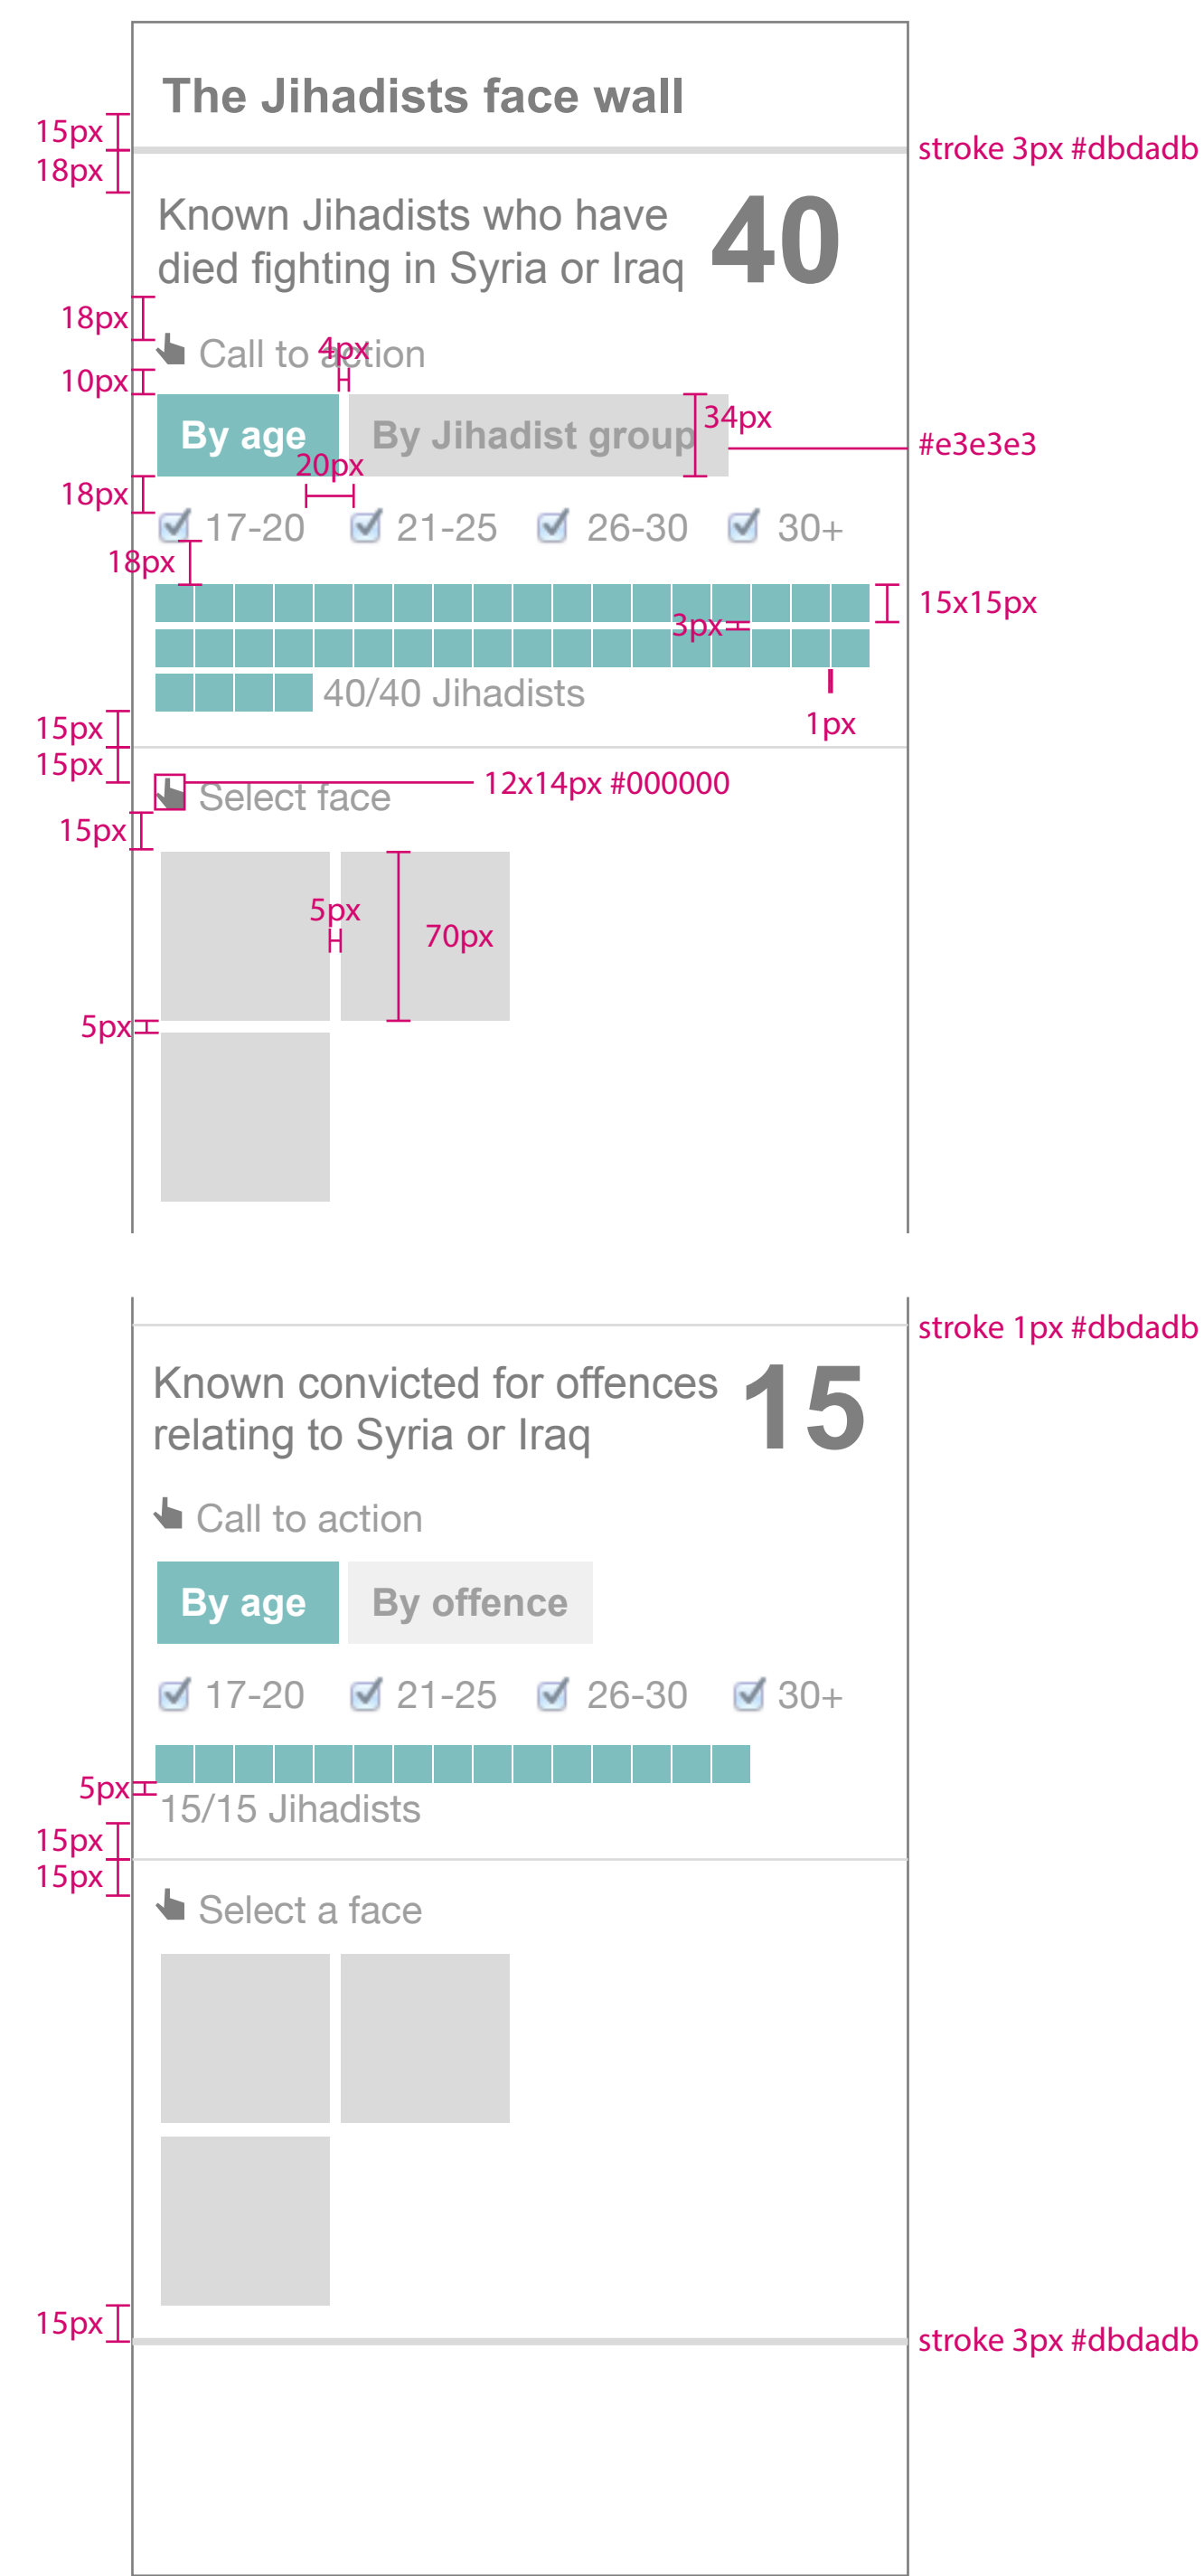 The Jihadists face wall
15px
stroke 3px #dbdadb
18px
Known Jihadists who have
died fighting in Syria or Iraq
40
18px
Call to action
4px
10px
By age
By Jihadist group
34px
#e3e3e3
20px
18px
17-20
21-25
26-30
30+
18px
15x15px
3px
40/40 Jihadists
1px
15px
15px
Select face
12x14px #000000
15px
5px
70px
5px
stroke 1px #dbdadb
Known convicted for offences
relating to Syria or Iraq
15
Call to action
By age
By offence
17-20
21-25
26-30
30+
5px
15/15 Jihadists
15px
15px
Select a face
15px
stroke 3px #dbdadb